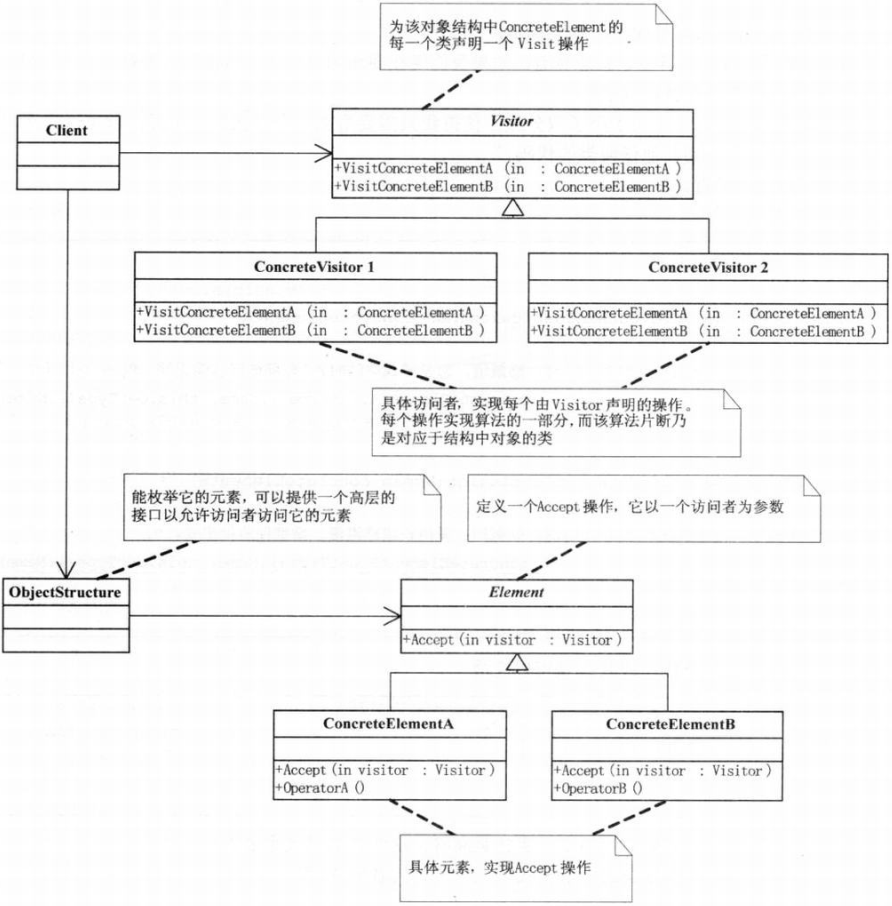 为该对象结构中ConcreteElement的
每一个类声明一个 Visit 操作
Client
Visitor
+VisitConcreteElementA (in : ConcreteElementA )
+VisitConcreteElementB (in : ConcreteElementB )
ConcreteVisitor 1
ConcreteVisitor 2
+VisitConcreteElementA (in : ConcreteElementA )
+VisitConcreteElementB (in : ConcreteElementB )
+VisitConcreteElementA (in : ConcreteElementA )
+VisitConcreteElementB (in : ConcreteElementB )
具体访问者，实现每个由Visitor声明的操作。
每个操作实现算法的一部分，而该算法片断乃
是对应于结构中对象的类
能枚举它的元素，可以提供一个高层的
接口以允许访问者访问它的元素
定义一个Accept操作，它以一个访问者为参数
ObjectStructure
Element
+Accept(in visitor : Visitor)
ConcreteElementA
ConcreteElementB
+Accept(in visitor : Visitor)
+OperatorA()
+Accept(in visitor : Visitor)
+OperatorB()
具体元素，实现Accept操作